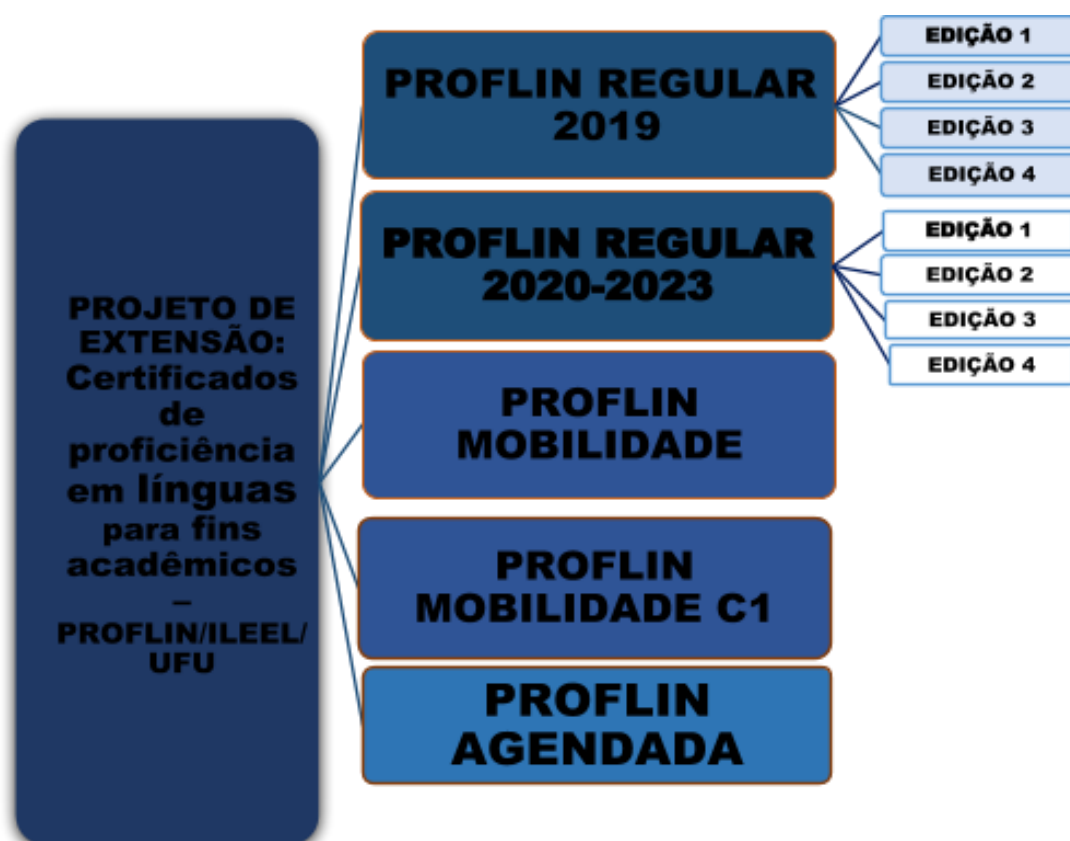 PROJETO DE
EXTENSÃO:
Certificados
de
proficiência
em línguas
para fins
acadêmicos
–
PROFLIN/ILEEL/
UFU
PROFLIN REGULAR
2019
EDIÇÃO 1
EDIÇÃO 2
EDIÇÃO 3
EDIÇÃO 4
PROFLIN REGULAR
2020-2023
EDIÇÃO 1
EDIÇÃO 2
EDIÇÃO 3
EDIÇÃO 4
PROFLIN
MOBILIDADE
PROFLIN
MOBILIDADE C1
PROFLIN
AGENDADA